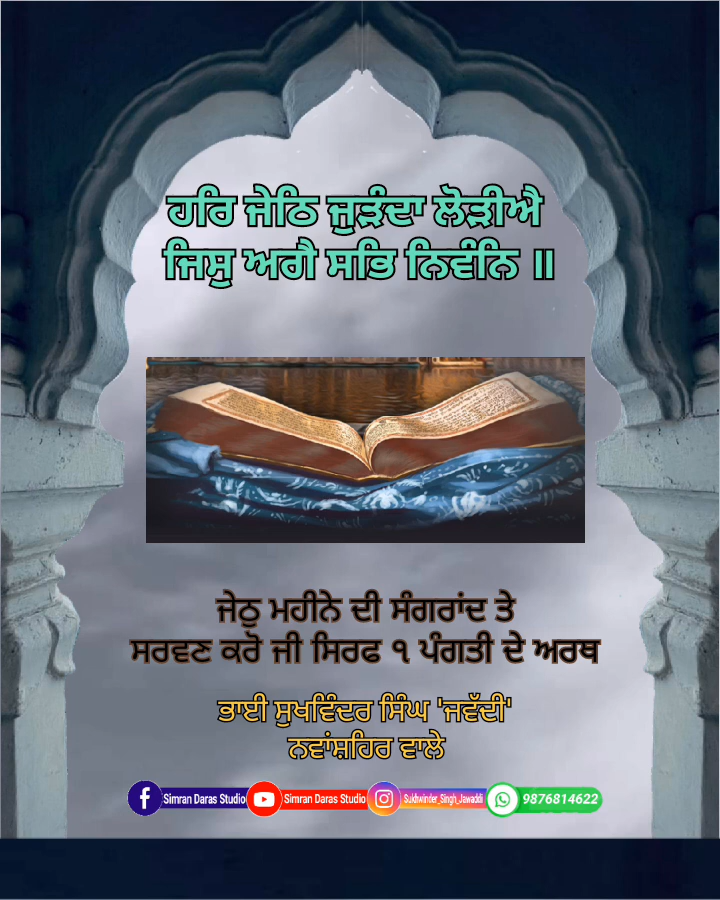 ਹਰਿ ਜੇਠਿ ਜੁੜੰਦਾ ਲੋੜੀਐ
ਜਿਸੁ ਅਗੈ ਸਭਿ ਨਿਵੰਨਿ ॥
ਜੇਠੁ ਮਹੀਨੇ ਦੀ ਸੰਗਰਾਂਦ ਤੇ
ਸਰਵਣ ਕਰੋ ਜੀ ਸਿਰਫ ੧ ਪੰਗਤੀ ਦੇ ਅਰਥ
ਭਾਈ ਸੁਖਵਿੰਦਰ ਸਿੰਘ 'ਜਵੱਦੀ'
ਨਵਾਂਸ਼ਹਿਰ ਵਾਲੇ
Simran Daras Studio Simran Daras Studio Sukhwinder_Singh_Jawaddi 9876814622